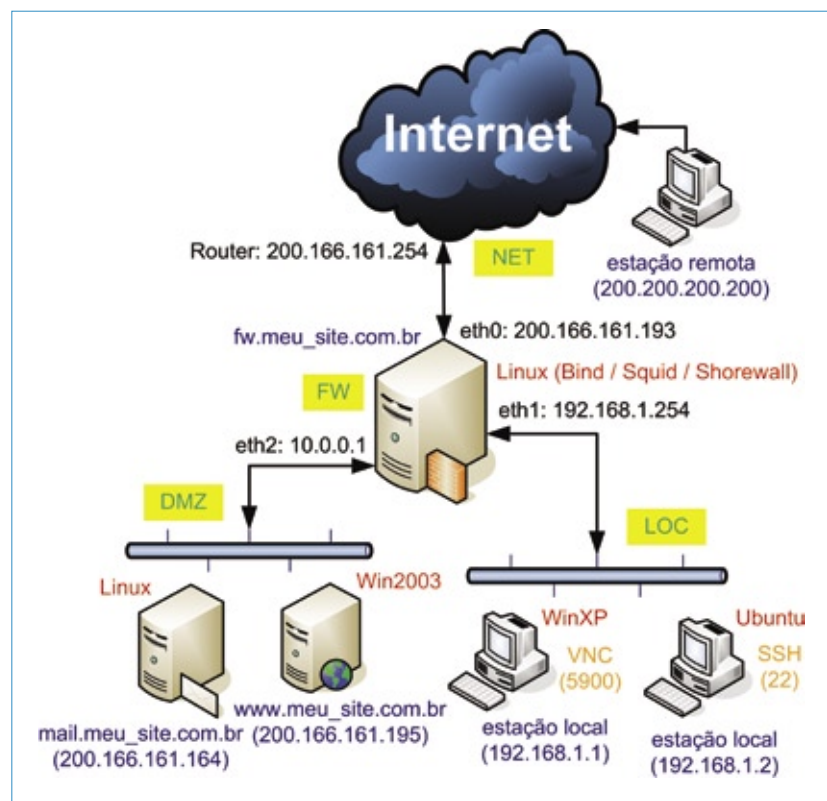 Internet
Router: 200.166.161.254
NET
estação remota
(200.200.200.200)
fw.meu_site.com.br
eth0: 200.166.161.193
Linux (Bind / Squid / Shorewall)
FW
eth1: 192.168.1.254
eth2: 10.0.0.1
DMZ
LOC
Linux
Win2003
WinXP
Ubuntu
VNC
(5900)
SSH
(22)
mail.meu_site.com.br
(200.166.161.164)
www.meu_site.com.br
(200.166.161.195)
estação local
(192.168.1.1)
estação local
(192.168.1.2)